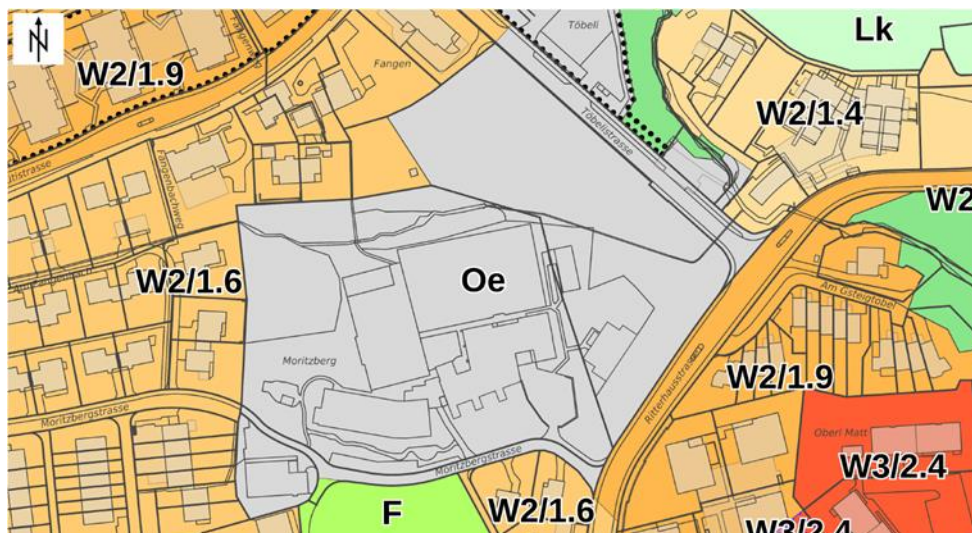 N
Töbeli
Lk
Fangen
W2/1.9
W2/1.4
Töbelistrasse
Fangenbachweg
W2
W2/1.6
Oe
Am Gsteigtobel
Moritzberg
Ritterhausstrasse
W2/1.9
Moritzbergstrasse
Oberi Matt
Moritzbergstrasse
W3/2.4
F
W2/1.6
W3/2.4